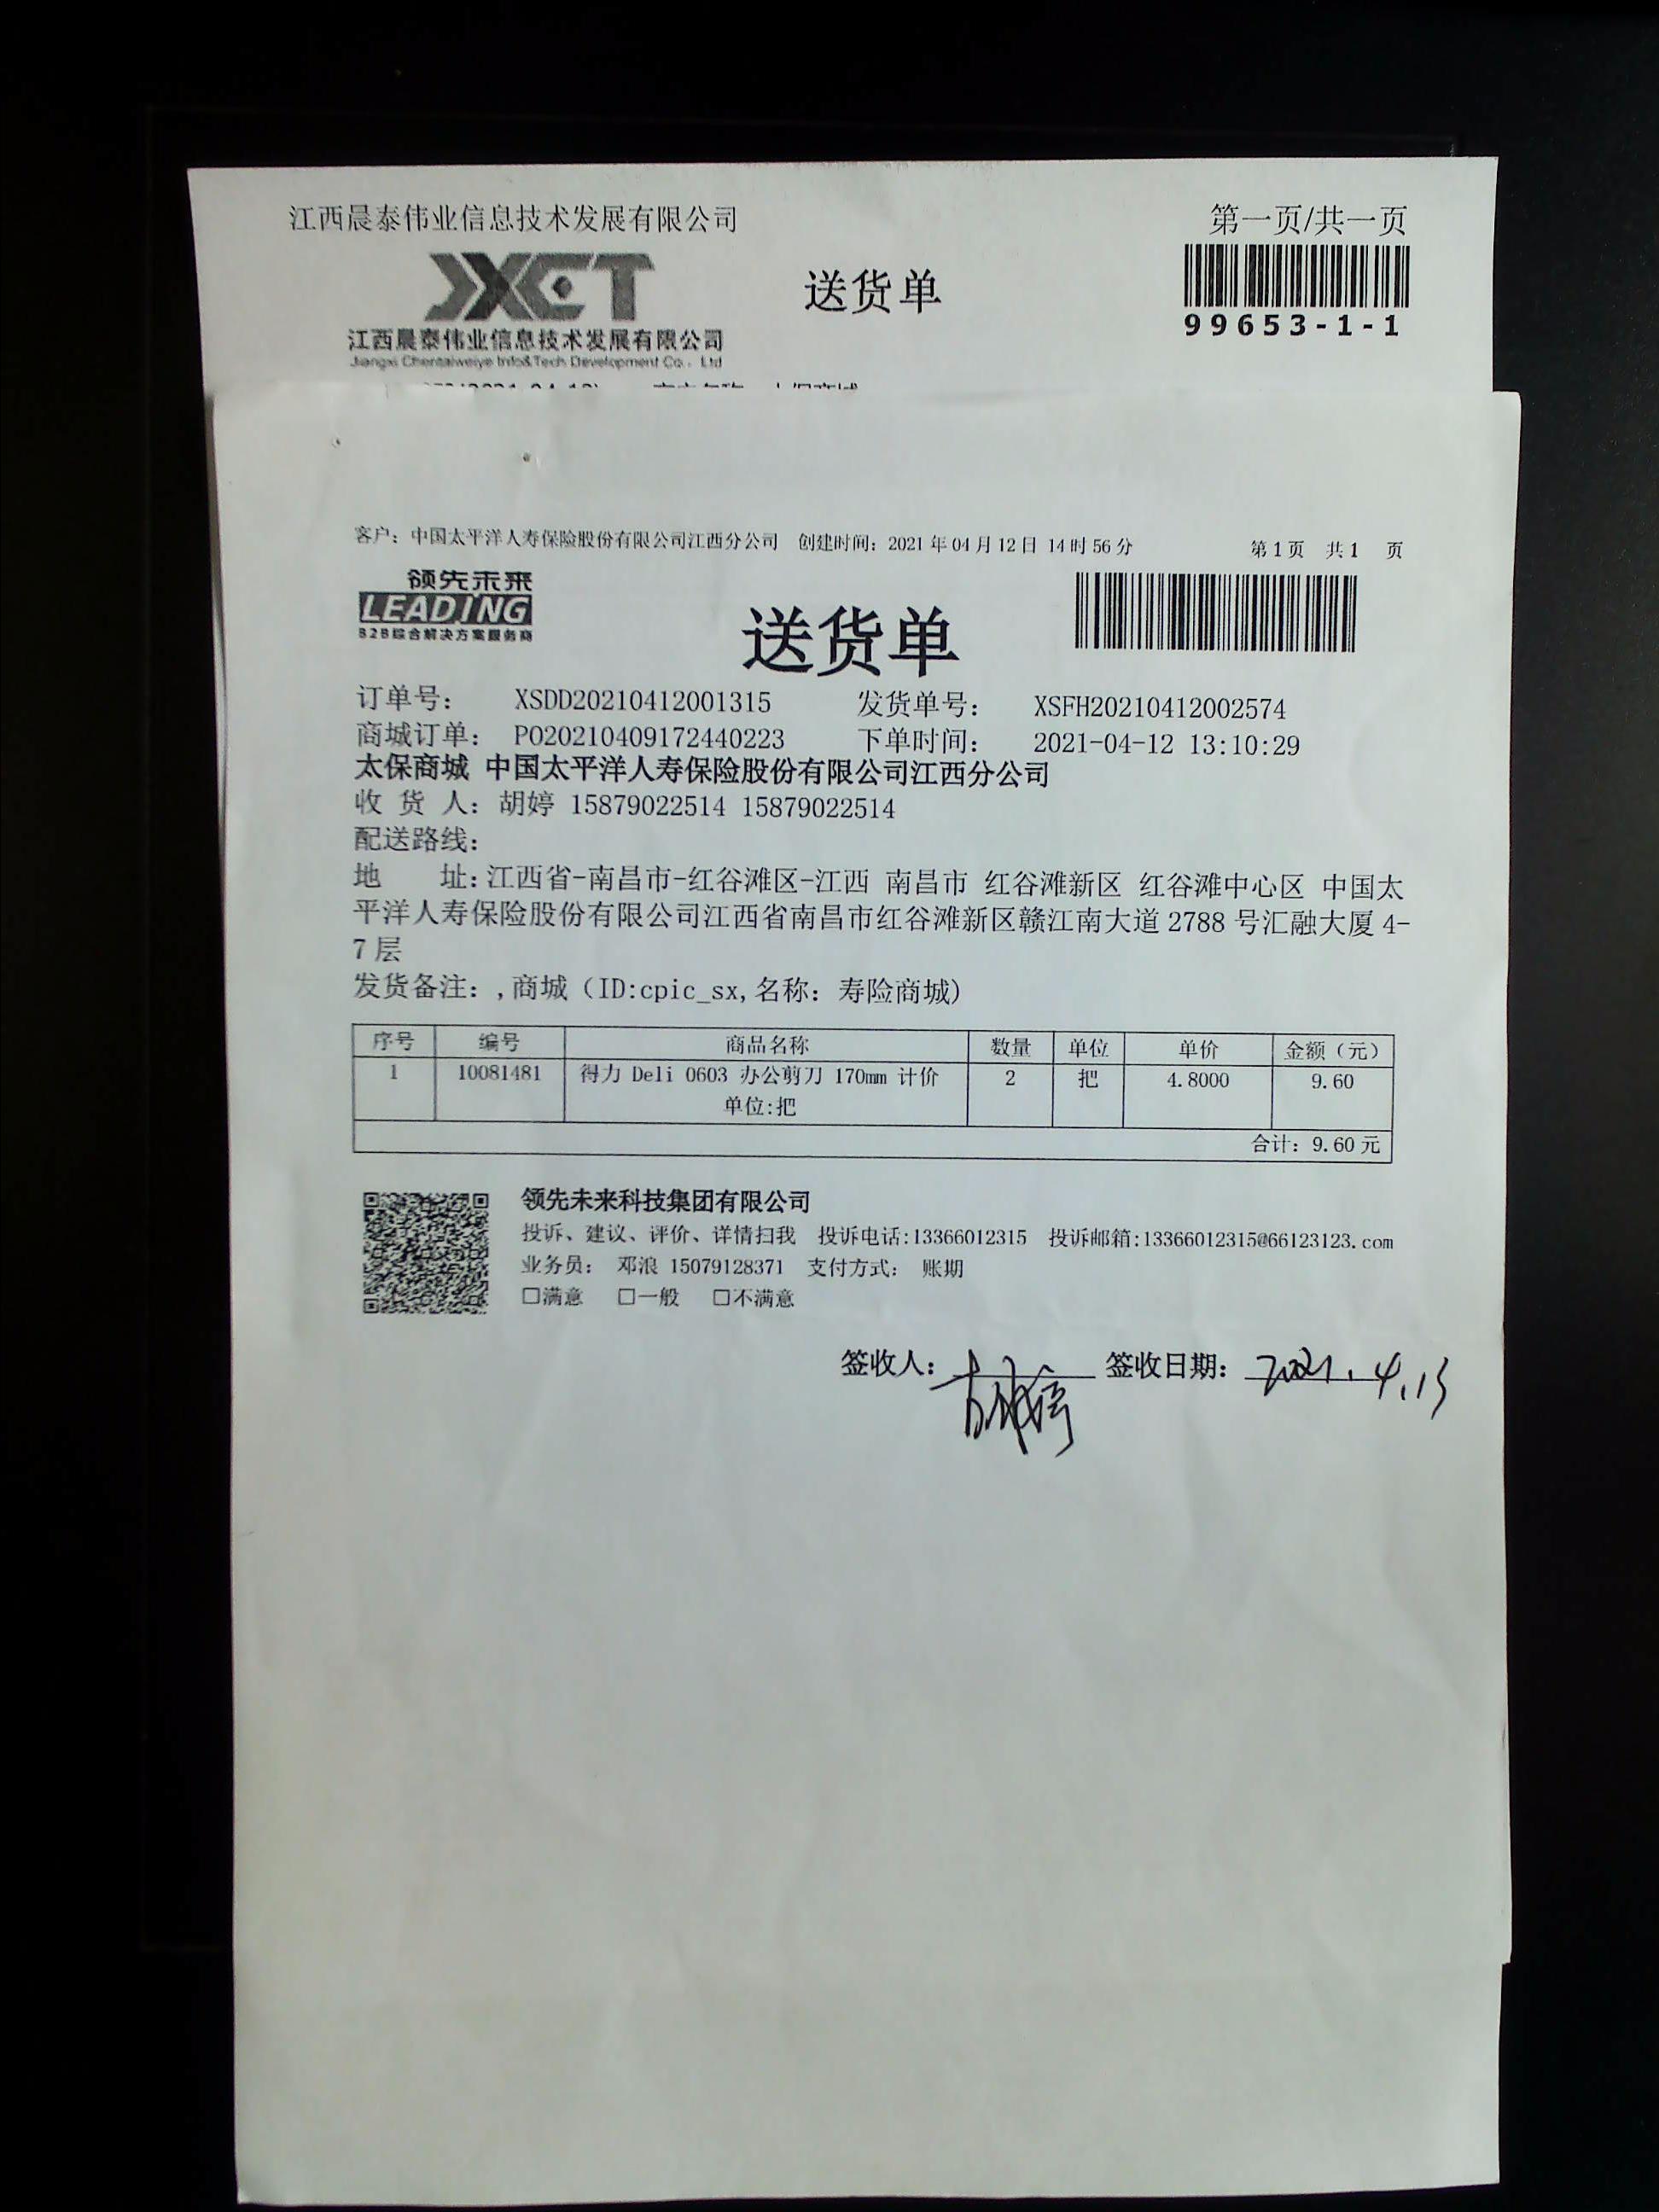 江西晨泰伟业信息技术发展有限公司
第一页/共一页
JXCT
送货单
江西晨泰伟业信息技术发展有限公司
Jiangxi Chentaiweiye Info&Tech Development Co., Ltd
99653-1-1
客户：中国太平洋人寿保险股份有限公司江西分公司 创建时间：2021 年 04 月 12 日 14 时 56 分 第 1 页 共 1 页
领先未来
LEADING
B2B综合解决方案服务商
送货单
订单号： XSDD20210412001315 发货单号： XSFH20210412002574
商城订单： PO20210409172440223 下单时间： 2021-04-12 13:10:29
太保商城 中国太平洋人寿保险股份有限公司江西分公司
收 货 人：胡婷 15879022514 15879022514
配送路线：
地 址：江西省-南昌市-红谷滩区-江西 南昌市 红谷滩新区 红谷滩中心区 中国太
平洋人寿保险股份有限公司江西省南昌市红谷滩新区赣江南大道 2788 号汇融大厦 4-
7 层
发货备注：,商城（ID:cpic_sx,名称：寿险商城）
序号 编号 商品名称 数量 单位 单价 金额（元）
1 10081481 得力 Deli 0603 办公剪刀 170mm 计价 2 把 4.8000 9.60
单位:把
合计：9.60 元
领先未来科技集团有限公司
投诉、建议、评价、详情扫我 投诉电话:13366012315 投诉邮箱:13366012315@66123123.com
业务员： 邓浪 15079128371 支付方式： 账期
□满意 □一般 □不满意
签收人： 签收日期：2021.4.13